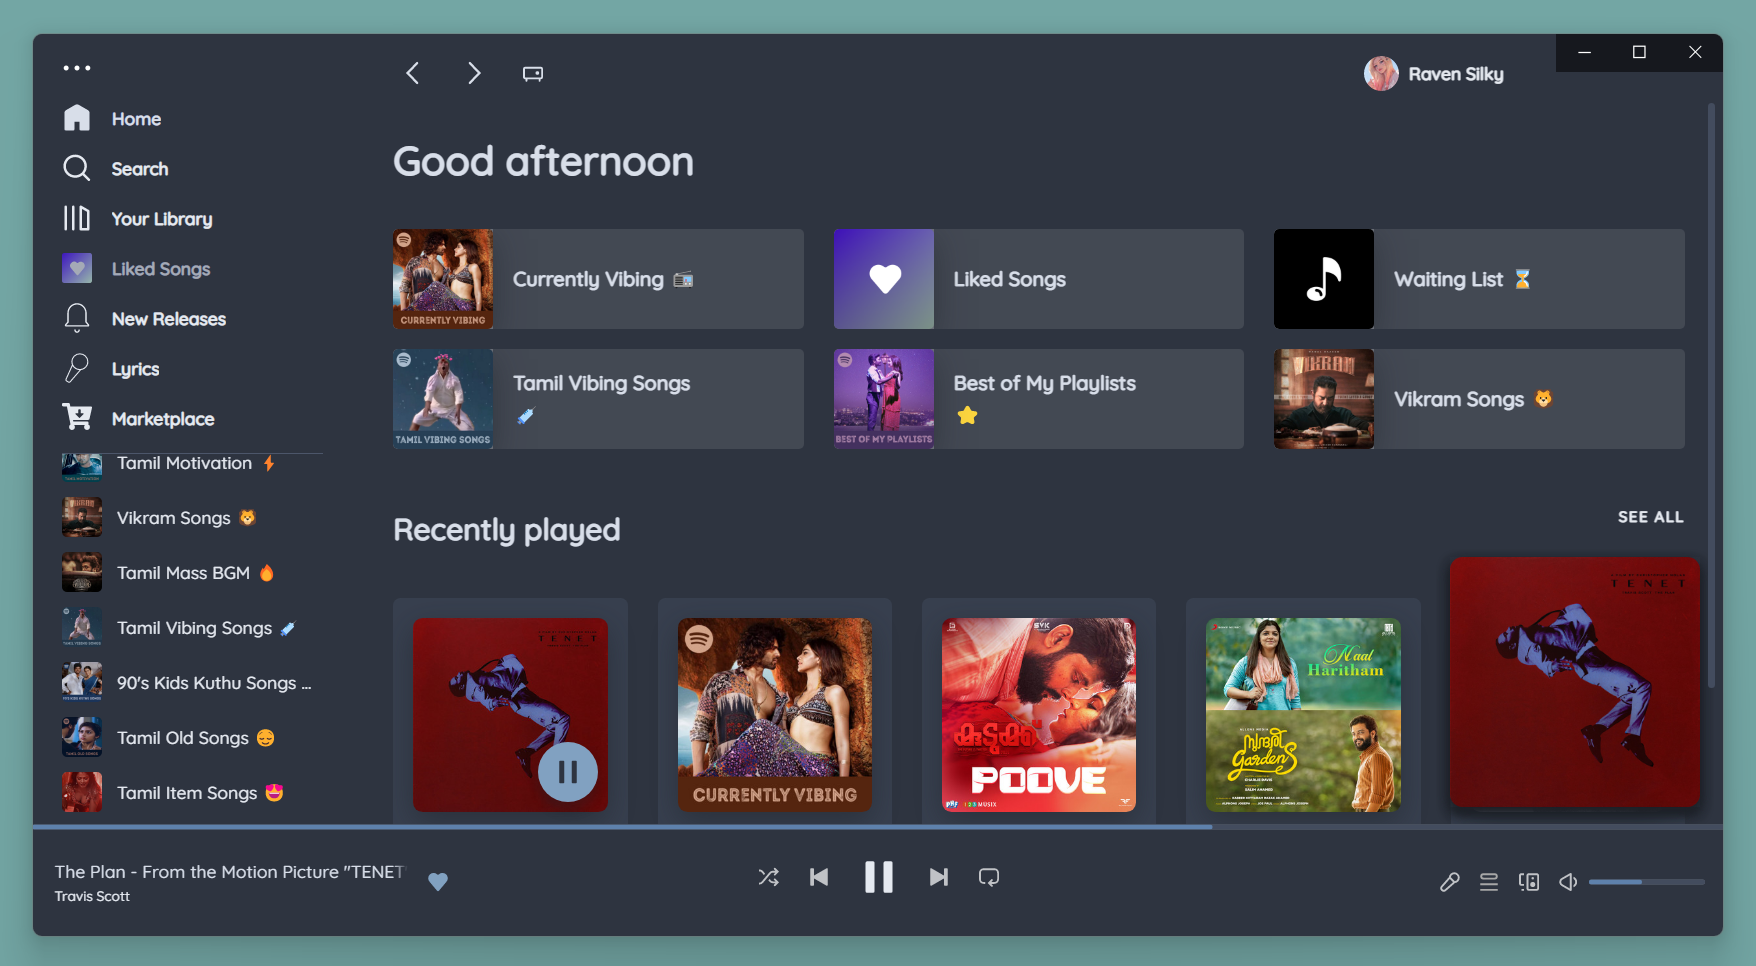 Raven Silky
Home
Search
Your Library
Liked Songs
New Releases
Lyrics
Marketplace
Tamil Motivation ⚡
Vikram Songs 🦁
Tamil Mass BGM 🔥
Tamil Vibing Songs
90's Kids Kuthu Songs ...
Tamil Old Songs 😌
Tamil Item Songs 😍
Good afternoon
Currently Vibing 📻
CURRENTLY VIBING
Liked Songs
Waiting List ⏳
Tamil Vibing Songs
TAMIL VIBING SONGS
Best of My Playlists
⭐
BEST OF MY PLAYLISTS
Vikram Songs 🦁
VIKRAM
Recently played
SEE ALL
TENET
CURRENTLY VIBING
കുടുക്ക്
POOVE
123 MUSIX
Naal
Haritham
സുന്ദരി
Gardens
TENET
The Plan - From the Motion Picture "TENET"
Travis Scott